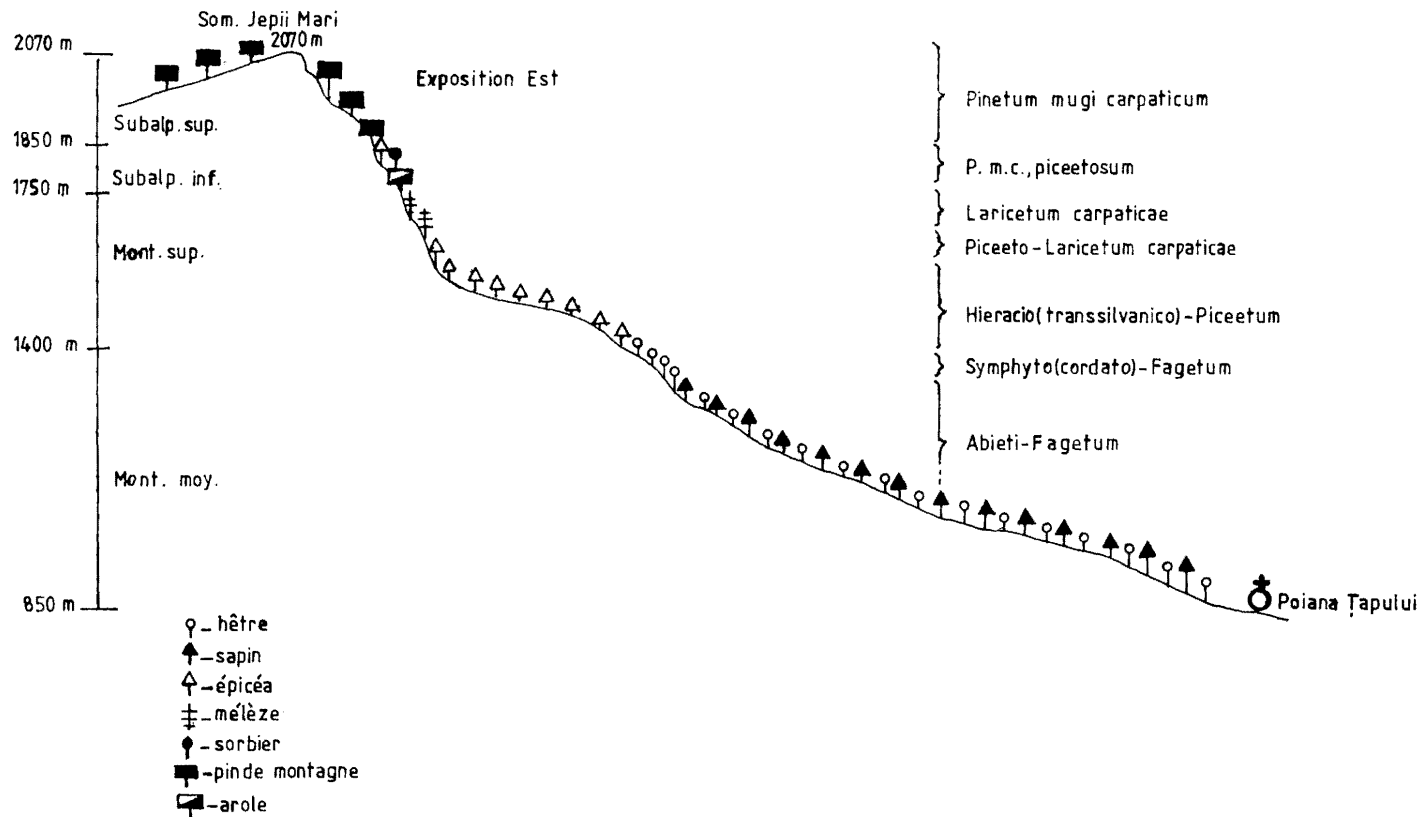 Som. Jepii Mari
2070 m
2070 m
Exposition Est
Pinetum mugi carpaticum
Subalp. sup.
1850 m
P. m. c., piceetosum
Subalp. inf.
1750 m
Laricetum carpaticae
Mont. sup.
Piceeto-Laricetum carpaticae
Hieracio(transsilvanico)-Piceetum
1400 m
Symphyto(cordato)-Fagetum
Abieti-Fagetum
Mont. moy.
850 m
Poiana Țapului
- hêtre
- sapin
- épicéa
- mélèze
- sorbier
- pin de montagne
- arole